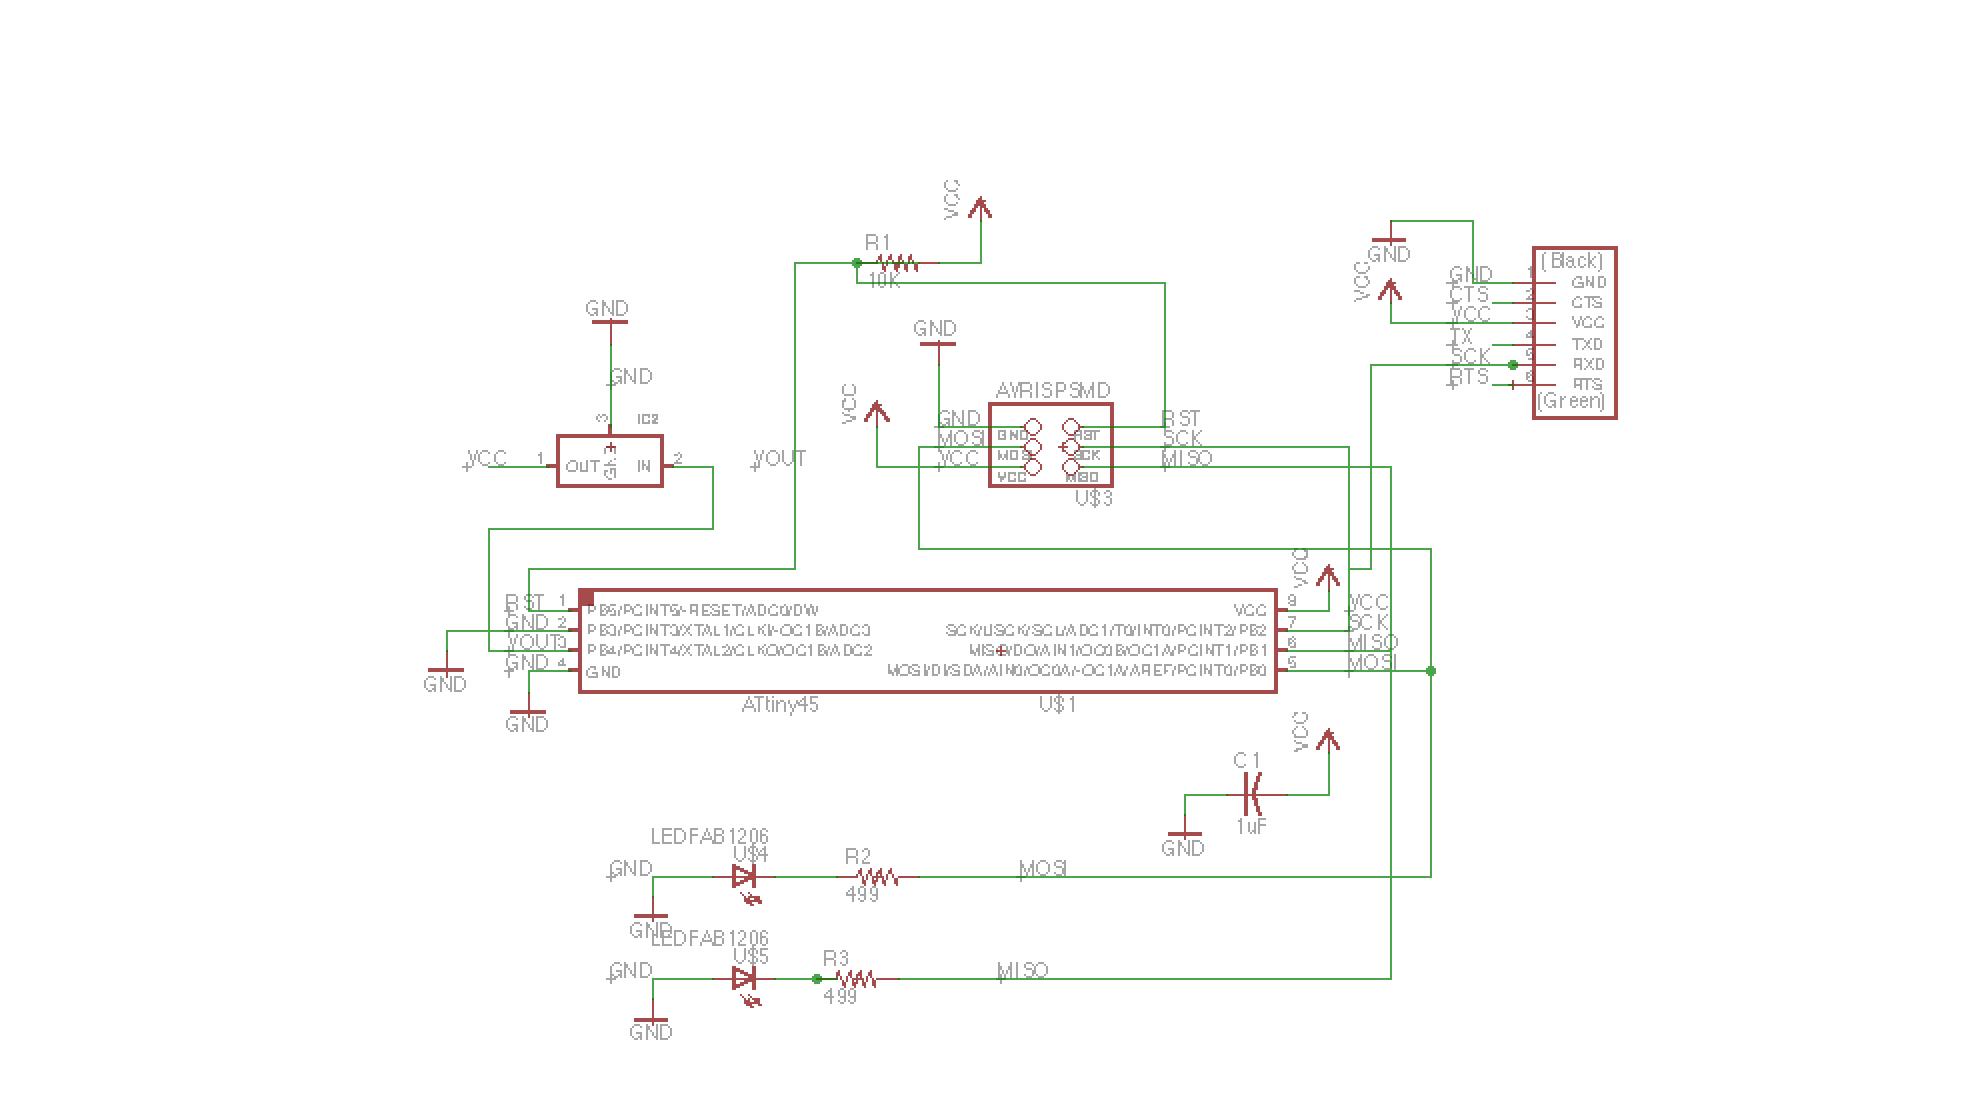 VCC
R1
10K
GND
(Black)
GND
1
GND
CTS
2
CTS
VCC
VCC
3
VCC
TX
4
TXD
SCK
5
RXD
RTS
6
RTS
(Green)
GND
GND
3
IC2
VCC
1
OUT
GND
IN
2
VOUT
GND
VCC
AVRISPSMD
GND
GND
RST
RST
MOSI
MOSI
SCK
SCK
VCC
VCC
MISO
MISO
U$3
VCC
RST
1
PB5/PCINT5/-RESET/ADC0/DW
VCC
8
VCC
GND
2
PB3/PCINT3/XTAL1/CLKI/-OC1B/ADC3
SCK/USCK/SCL/ADC1/T0/INT0/PCINT2/PB2
7
SCK
VOUT
3
PB4/PCINT4/XTAL2/CLKO/OC1B/ADC2
MISO/DO/AIN1/OC0B/OC1A/PCINT1/PB1
6
MISO
GND
4
GND
MOSI/DI/SDA/AIN0/OC0A/-OC1A/AREF/PCINT0/PB0
5
MOSI
GND
GND
ATtiny45
U$1
VCC
C1
1uF
GND
LEDFAB1206
U$4
GND
R2
499
MOSI
GND
LEDFAB1206
U$5
GND
R3
499
MISO
GND